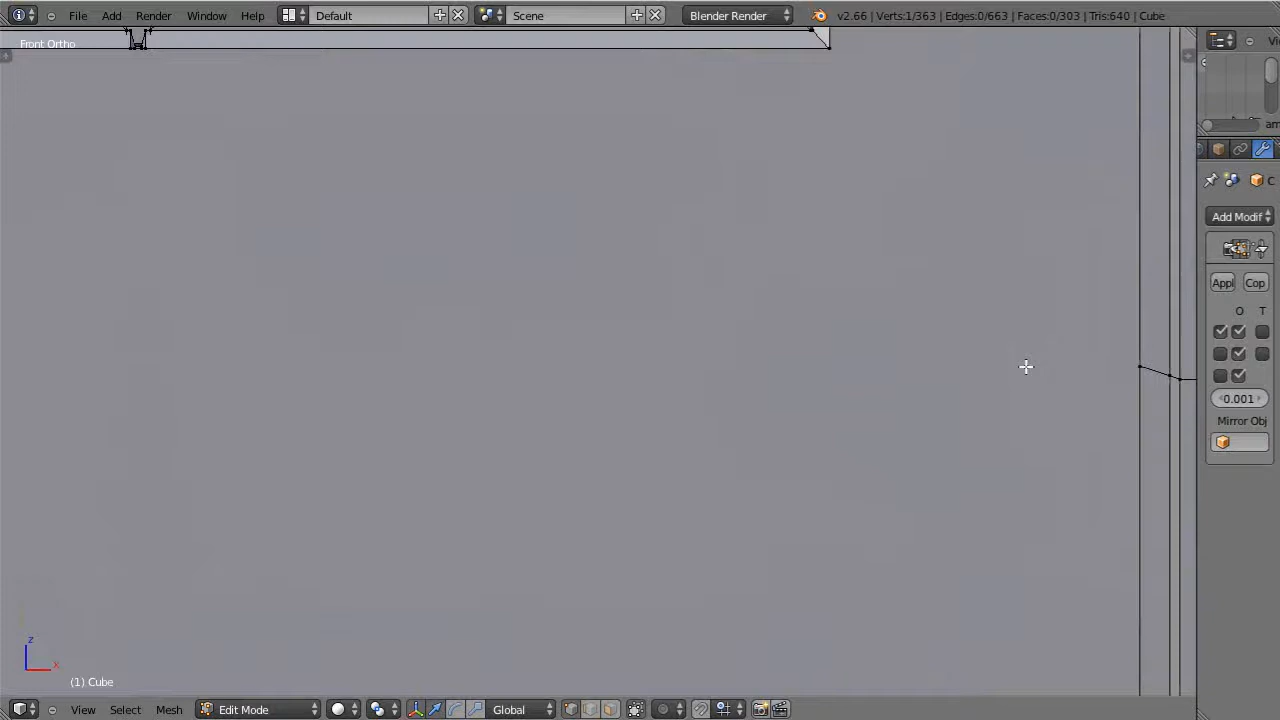 File Add Render Window Help Default Scene Blender Render v2.66 | Verts:1/363 | Edges:0/663 | Faces:0/303 | Tris:640 | Cube
Front Ortho
C
Add Modif
Appl Cop
O T
0.001
Mirror Obj
z
x
(1) Cube
View Select Mesh Edit Mode Global